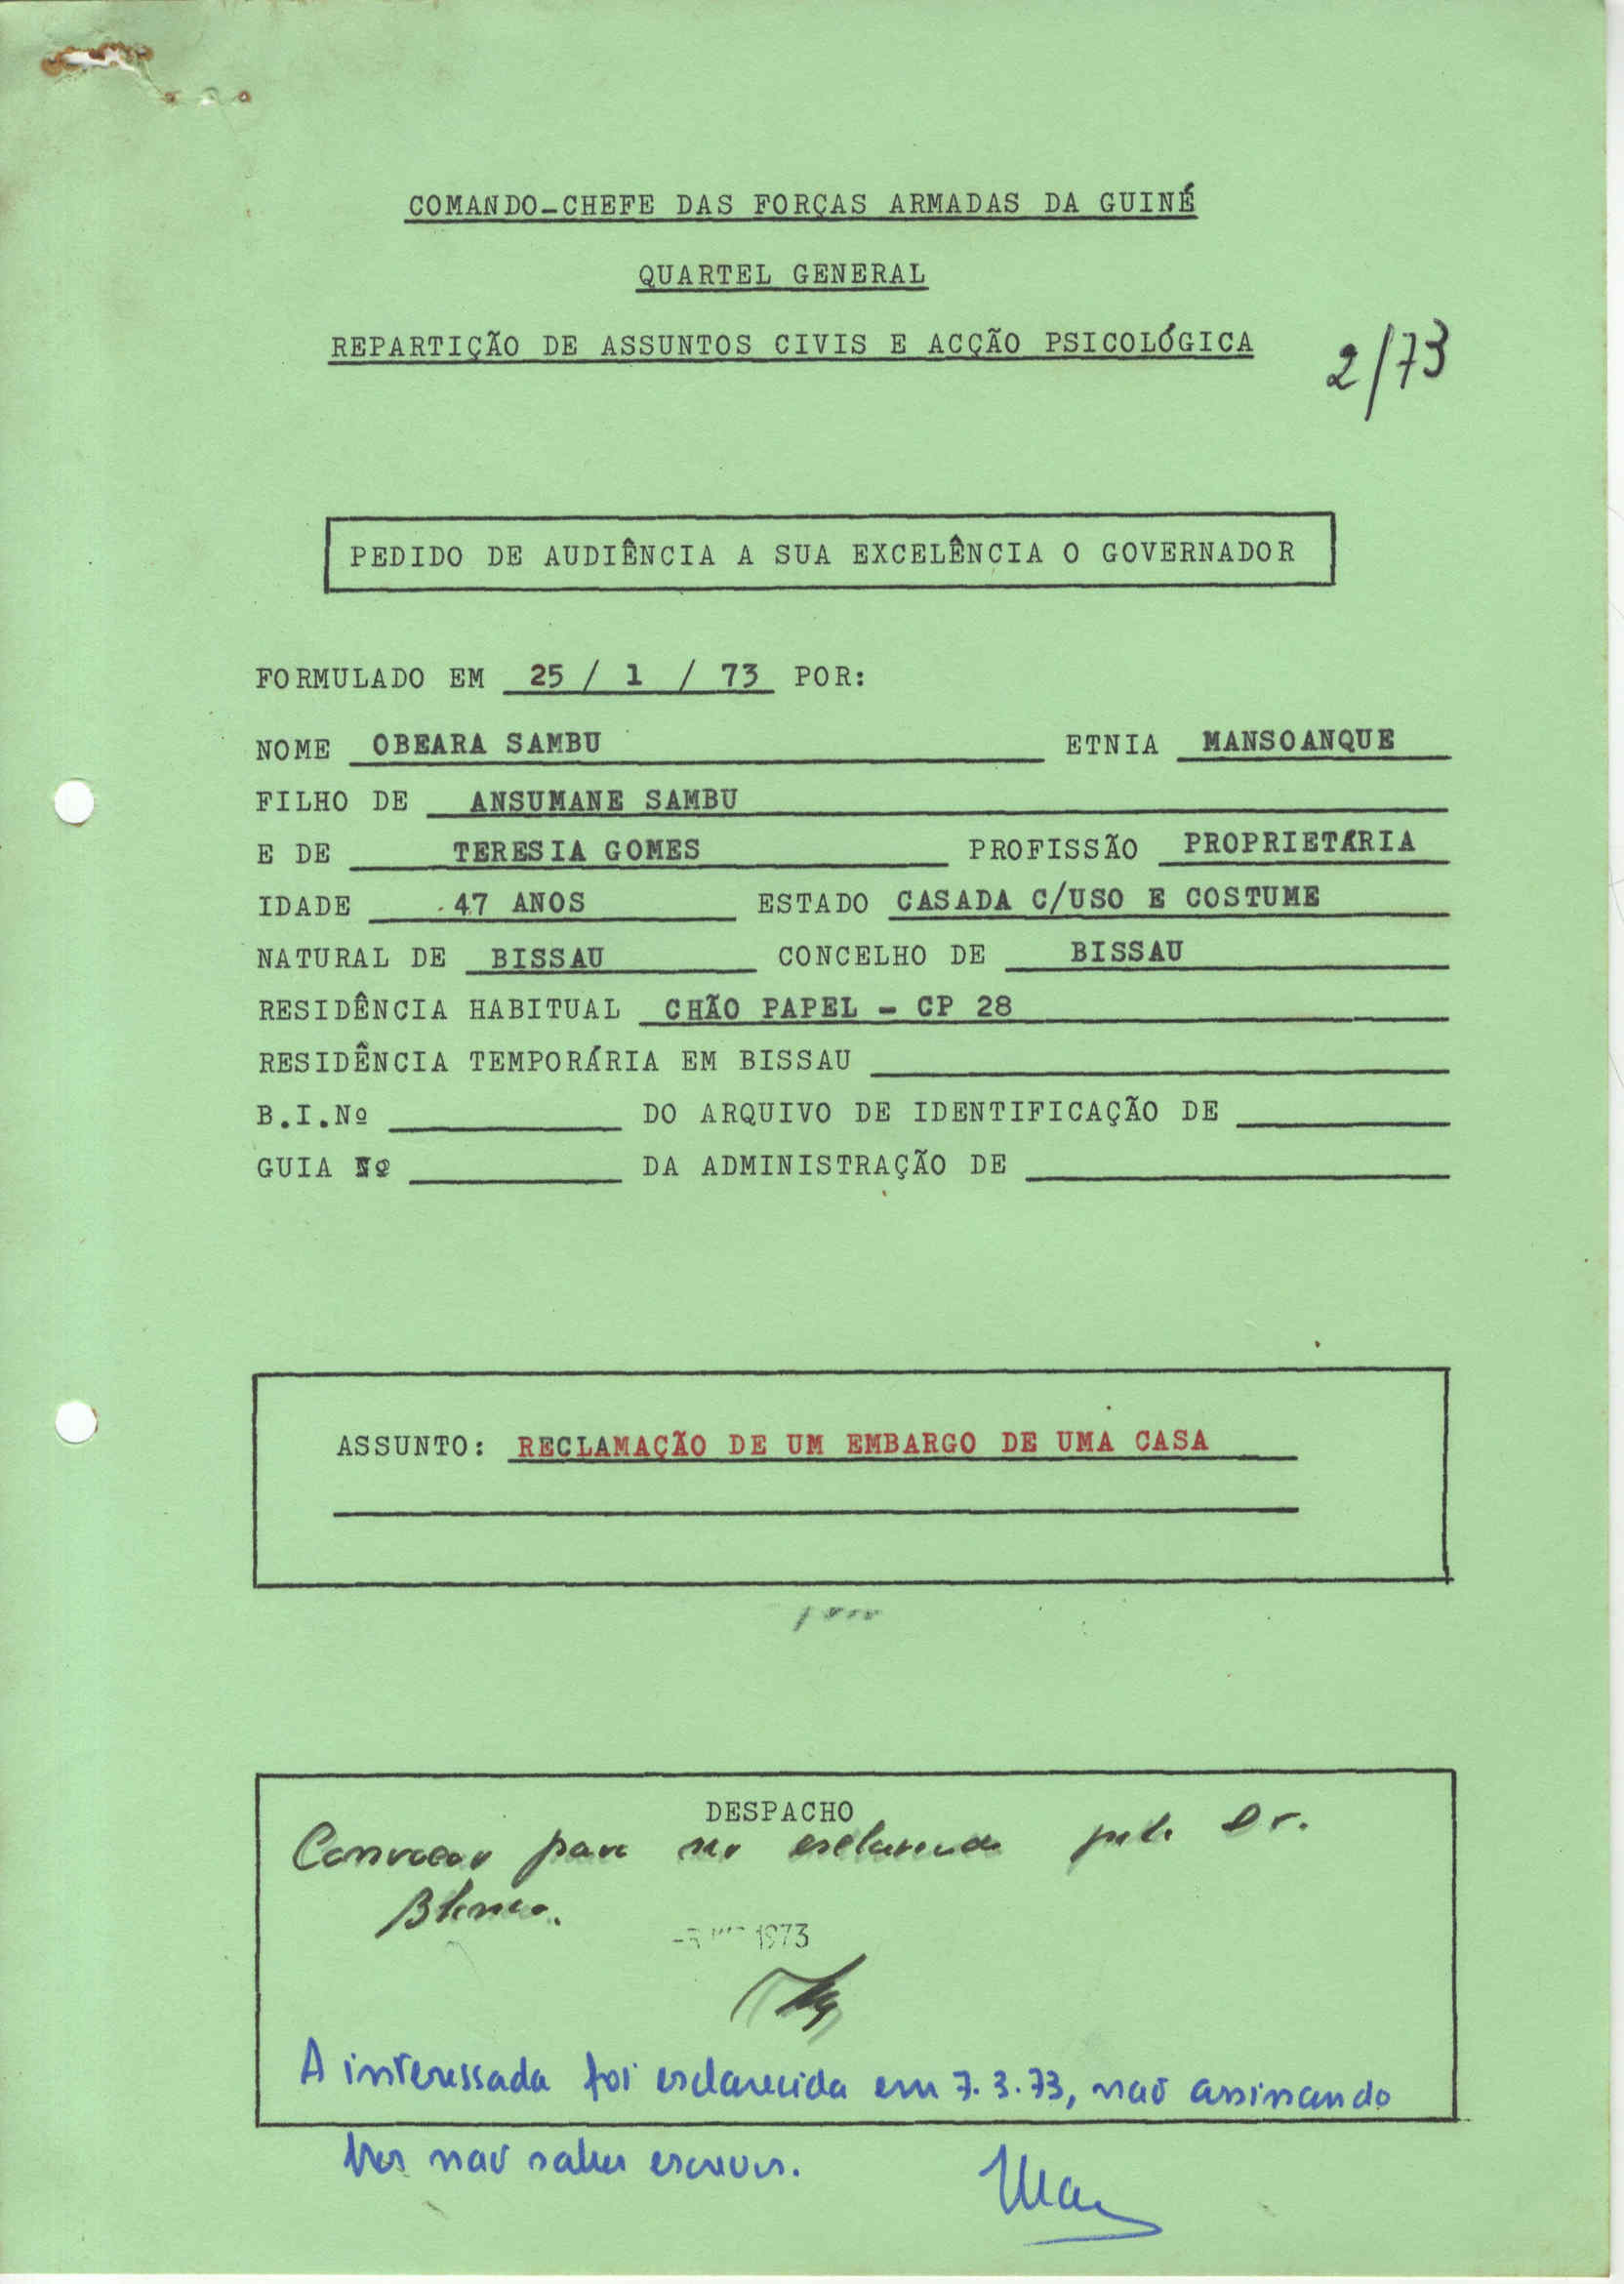 COMANDO-CHEFE DAS FORÇAS ARMADAS DA GUINÉ
QUARTEL GENERAL
REPARTIÇÃO DE ASSUNTOS CIVIS E ACÇÃO PSICOLÓGICA
2/73
PEDIDO DE AUDIÊNCIA A SUA EXCELÊNCIA O GOVERNADOR
FORMULADO EM 25 / 1 / 73 POR:
NOME OBEARA SAMBU ETNIA MANSOANQUE
FILHO DE ANSUMANE SAMBU
E DE TERESIA GOMES PROFISSÃO PROPRIETÁRIA
IDADE 47 ANOS ESTADO CASADA C/USO E COSTUME
NATURAL DE BISSAU CONCELHO DE BISSAU
RESIDÊNCIA HABITUAL CHÃO PAPEL - CP 28
RESIDÊNCIA TEMPORÁRIA EM BISSAU
B.I.Nº DO ARQUIVO DE IDENTIFICAÇÃO DE
GUIA Nº DA ADMINISTRAÇÃO DE
ASSUNTO: RECLAMAÇÃO DE UM EMBARGO DE UMA CASA
DESPACHO
Convocar para ser esclarecida pelo Dr.
1973
A interessada foi esclarecida em 7.3.73, não assinando
por não saber escrever.